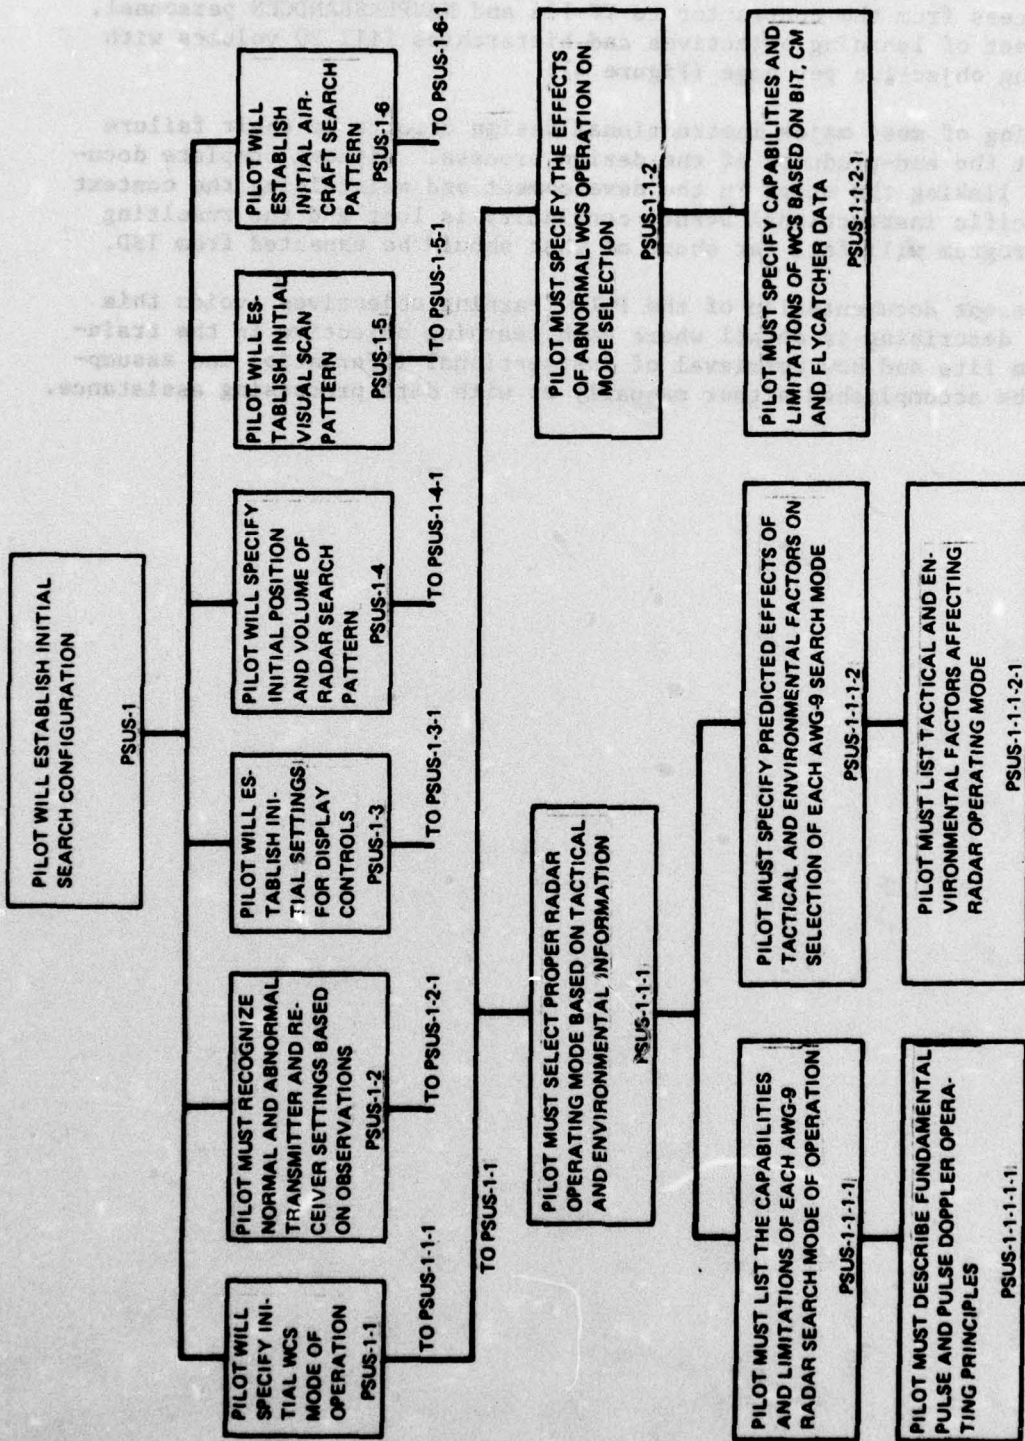 PILOT WILL ESTABLISH INITIAL
SEARCH CONFIGURATION
PSUS-1
PILOT WILL
SPECIFY INI-
TIAL WCS
MODE OF
OPERATION
PSUS-1-1
TO PSUS-1-1-1
PILOT MUST RECOGNIZE
NORMAL AND ABNORMAL
TRANSMITTER AND RE-
CEIVER SETTINGS BASED
ON OBSERVATIONS
PSUS-1-2
TO PSUS-1-2-1
PILOT WILL ES-
TABLISH INI-
TIAL SETTINGS
FOR DISPLAY
CONTROLS
PSUS-1-3
TO PSUS-1-3-1
PILOT WILL SPECIFY
INITIAL POSITION
AND VOLUME OF
RADAR SEARCH
PATTERN
PSUS-1-4
TO PSUS-1-4-1
PILOT WILL ES-
TABLISH INITIAL
VISUAL SCAN
PATTERN
PSUS-1-5
TO PSUS-1-5-1
PILOT WILL
ESTABLISH
INITIAL AIR-
CRAFT SEARCH
PATTERN
PSUS-1-6
TO PSUS-1-6-1
TO PSUS-1-1
PILOT MUST SELECT PROPER RADAR
OPERATING MODE BASED ON TACTICAL
AND ENVIRONMENTAL INFORMATION
PSUS-1-1-1
PILOT MUST SPECIFY THE EFFECTS
OF ABNORMAL WCS OPERATION ON
MODE SELECTION
PSUS-1-1-2
PILOT MUST LIST THE CAPABILITIES
AND LIMITATIONS OF EACH AWG-9
RADAR SEARCH MODE OF OPERATION
PSUS-1-1-1-1
PILOT MUST SPECIFY PREDICTED EFFECTS OF
TACTICAL AND ENVIRONMENTAL FACTORS ON
SELECTION OF EACH AWG-9 SEARCH MODE
PSUS-1-1-1-2
PILOT MUST SPECIFY CAPABILITIES AND
LIMITATIONS OF WCS BASED ON BIT, CM
AND FLYCATCHER DATA
PSUS-1-1-2-1
PILOT MUST DESCRIBE FUNDAMENTAL
PULSE AND PULSE DOPPLER OPERA-
TING PRINCIPLES
PSUS-1-1-1-1-1
PILOT MUST LIST TACTICAL AND EN-
VIRONMENTAL FACTORS AFFECTING
RADAR OPERATING MODE
PSUS-1-1-1-2-1